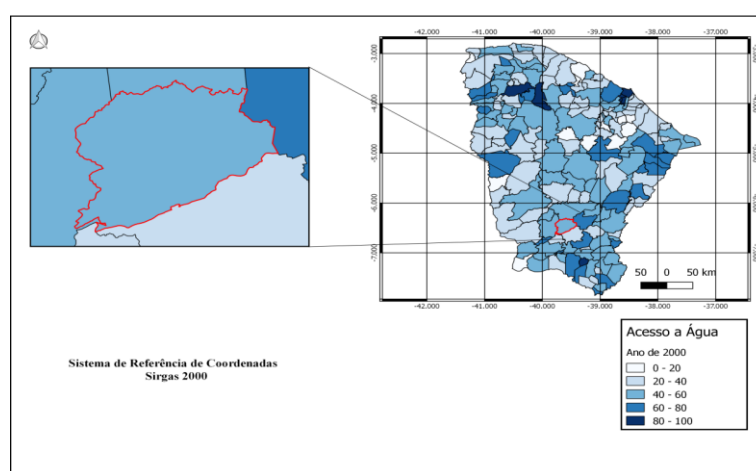 -42.000 -41.000 -40.000 -39.000 -38.000 -37.000
-3.000
-4.000
-5.000
-6.000
-7.000
50 0 50 km
-42.000 -41.000 -40.000 -39.000 -38.000 -37.000
Acesso a Água
Ano de 2000
0 - 20
20 - 40
40 - 60
60 - 80
80 - 100
Sistema de Referência de Coordenadas
Sirgas 2000